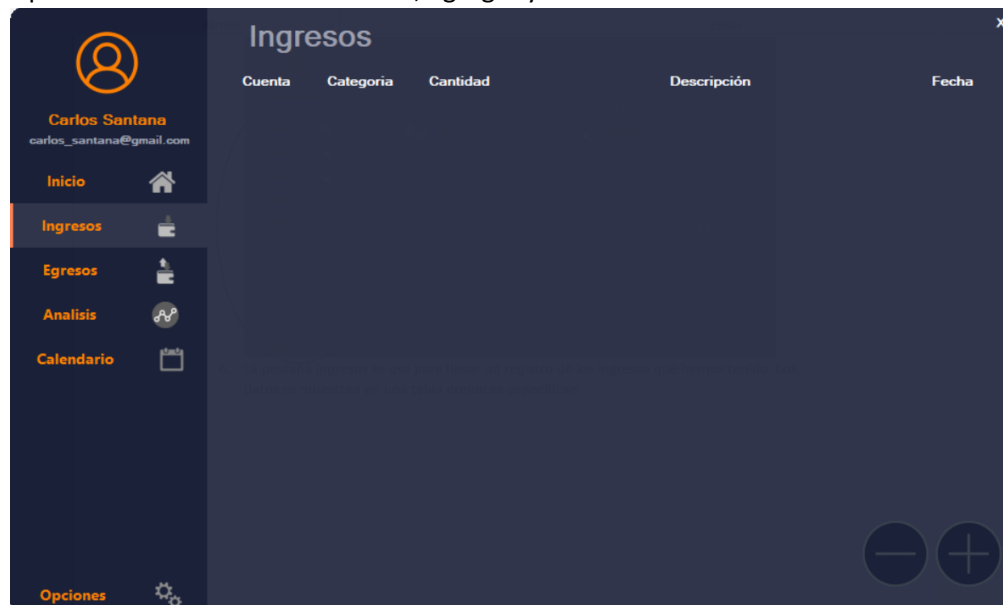 Ingresos
x
Cuenta Categoria Cantidad Descripción Fecha
Carlos Santana
carlos_santana@gmail.com
Inicio
Ingresos
Egresos
Analisis
Calendario
Opciones